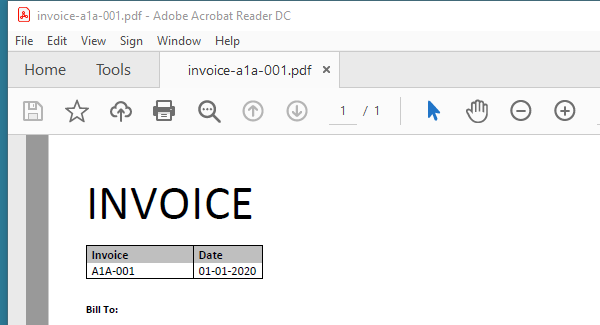 invoice-a1a-001.pdf - Adobe Acrobat Reader DC
File Edit View Sign Window Help
Home Tools invoice-a1a-001.pdf ×
1 / 1
INVOICE
Invoice Date
A1A-001 01-01-2020
Bill To: